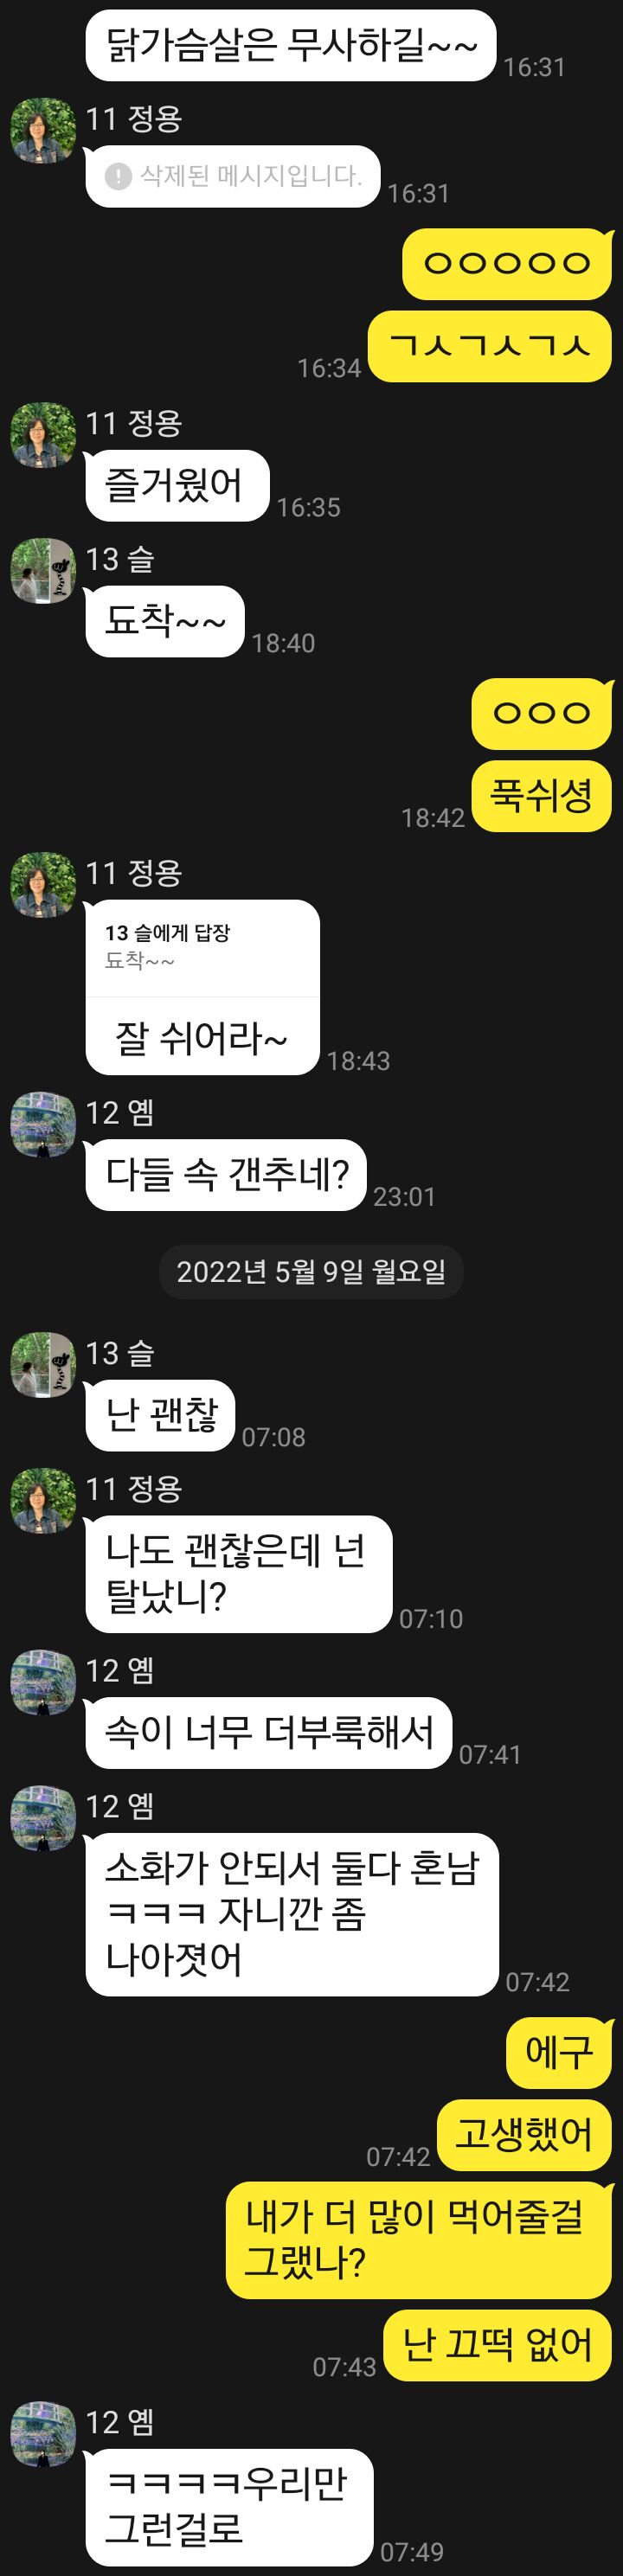 닭가슴살은 무사하길~~
16:31
11 정용
삭제된 메시지입니다.
16:31
ㅇㅇㅇㅇㅇ
ㄱㅅㄱㅅㄱㅅ
16:34
11 정용
즐거웠어
16:35
13 슬
됴착~~
18:40
ㅇㅇㅇ
푹쉬셩
18:42
11 정용
13 슬에게 답장
됴착~~
잘 쉬어라~
18:43
12 옘
다들 속 갠추네?
23:01
2022년 5월 9일 월요일
13 슬
난 괜찮
07:08
11 정용
나도 괜찮은데 넌
탈났니?
07:10
12 옘
속이 너무 더부룩해서
07:41
12 옘
소화가 안되서 둘다 혼남
ㅋㅋㅋ 자니깐 좀
나아졋어
07:42
에구
고생했어
07:42
내가 더 많이 먹어줄걸
그랬나?
난 끄떡 없어
07:43
12 옘
ㅋㅋㅋㅋ우리만
그런걸로
07:49